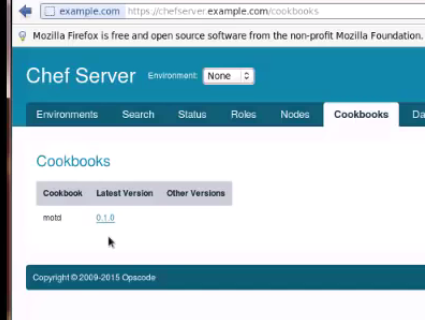 example.com https://chefserver.example.com/cookbooks
Mozilla Firefox is free and open source software from the non-profit Mozilla Foundation.
Chef Server Environment: None
Environments Search Status Roles Nodes Cookbooks Da
Cookbooks
Cookbook Latest Version Other Versions
motd 0.1.0
Copyright © 2009-2015 Opscode